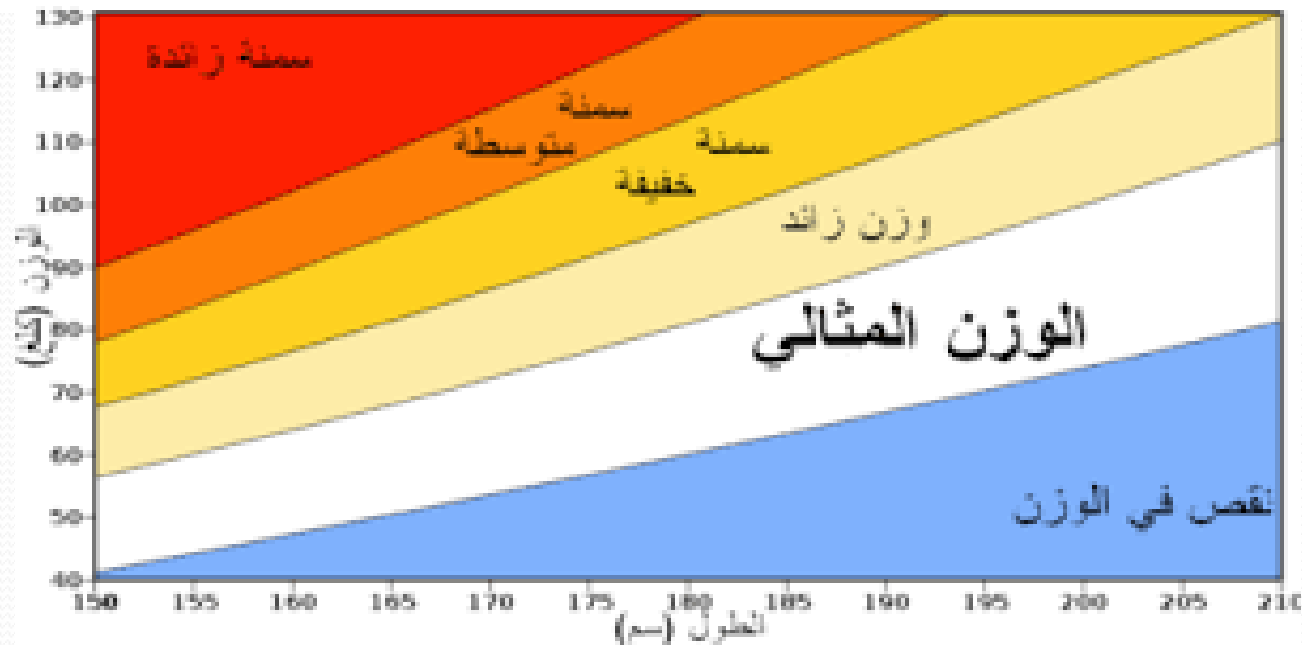 130
120
110
100
90
80
70
60
50
40
الوزن (كلغ)
سمنة زائدة
سمنة
متوسطة
سمنة
خفيفة
وزن زائد
الوزن المثالي
نقص في الوزن
150 155 160 165 170 175 180 185 190 195 200 205 210
الطول (سم)